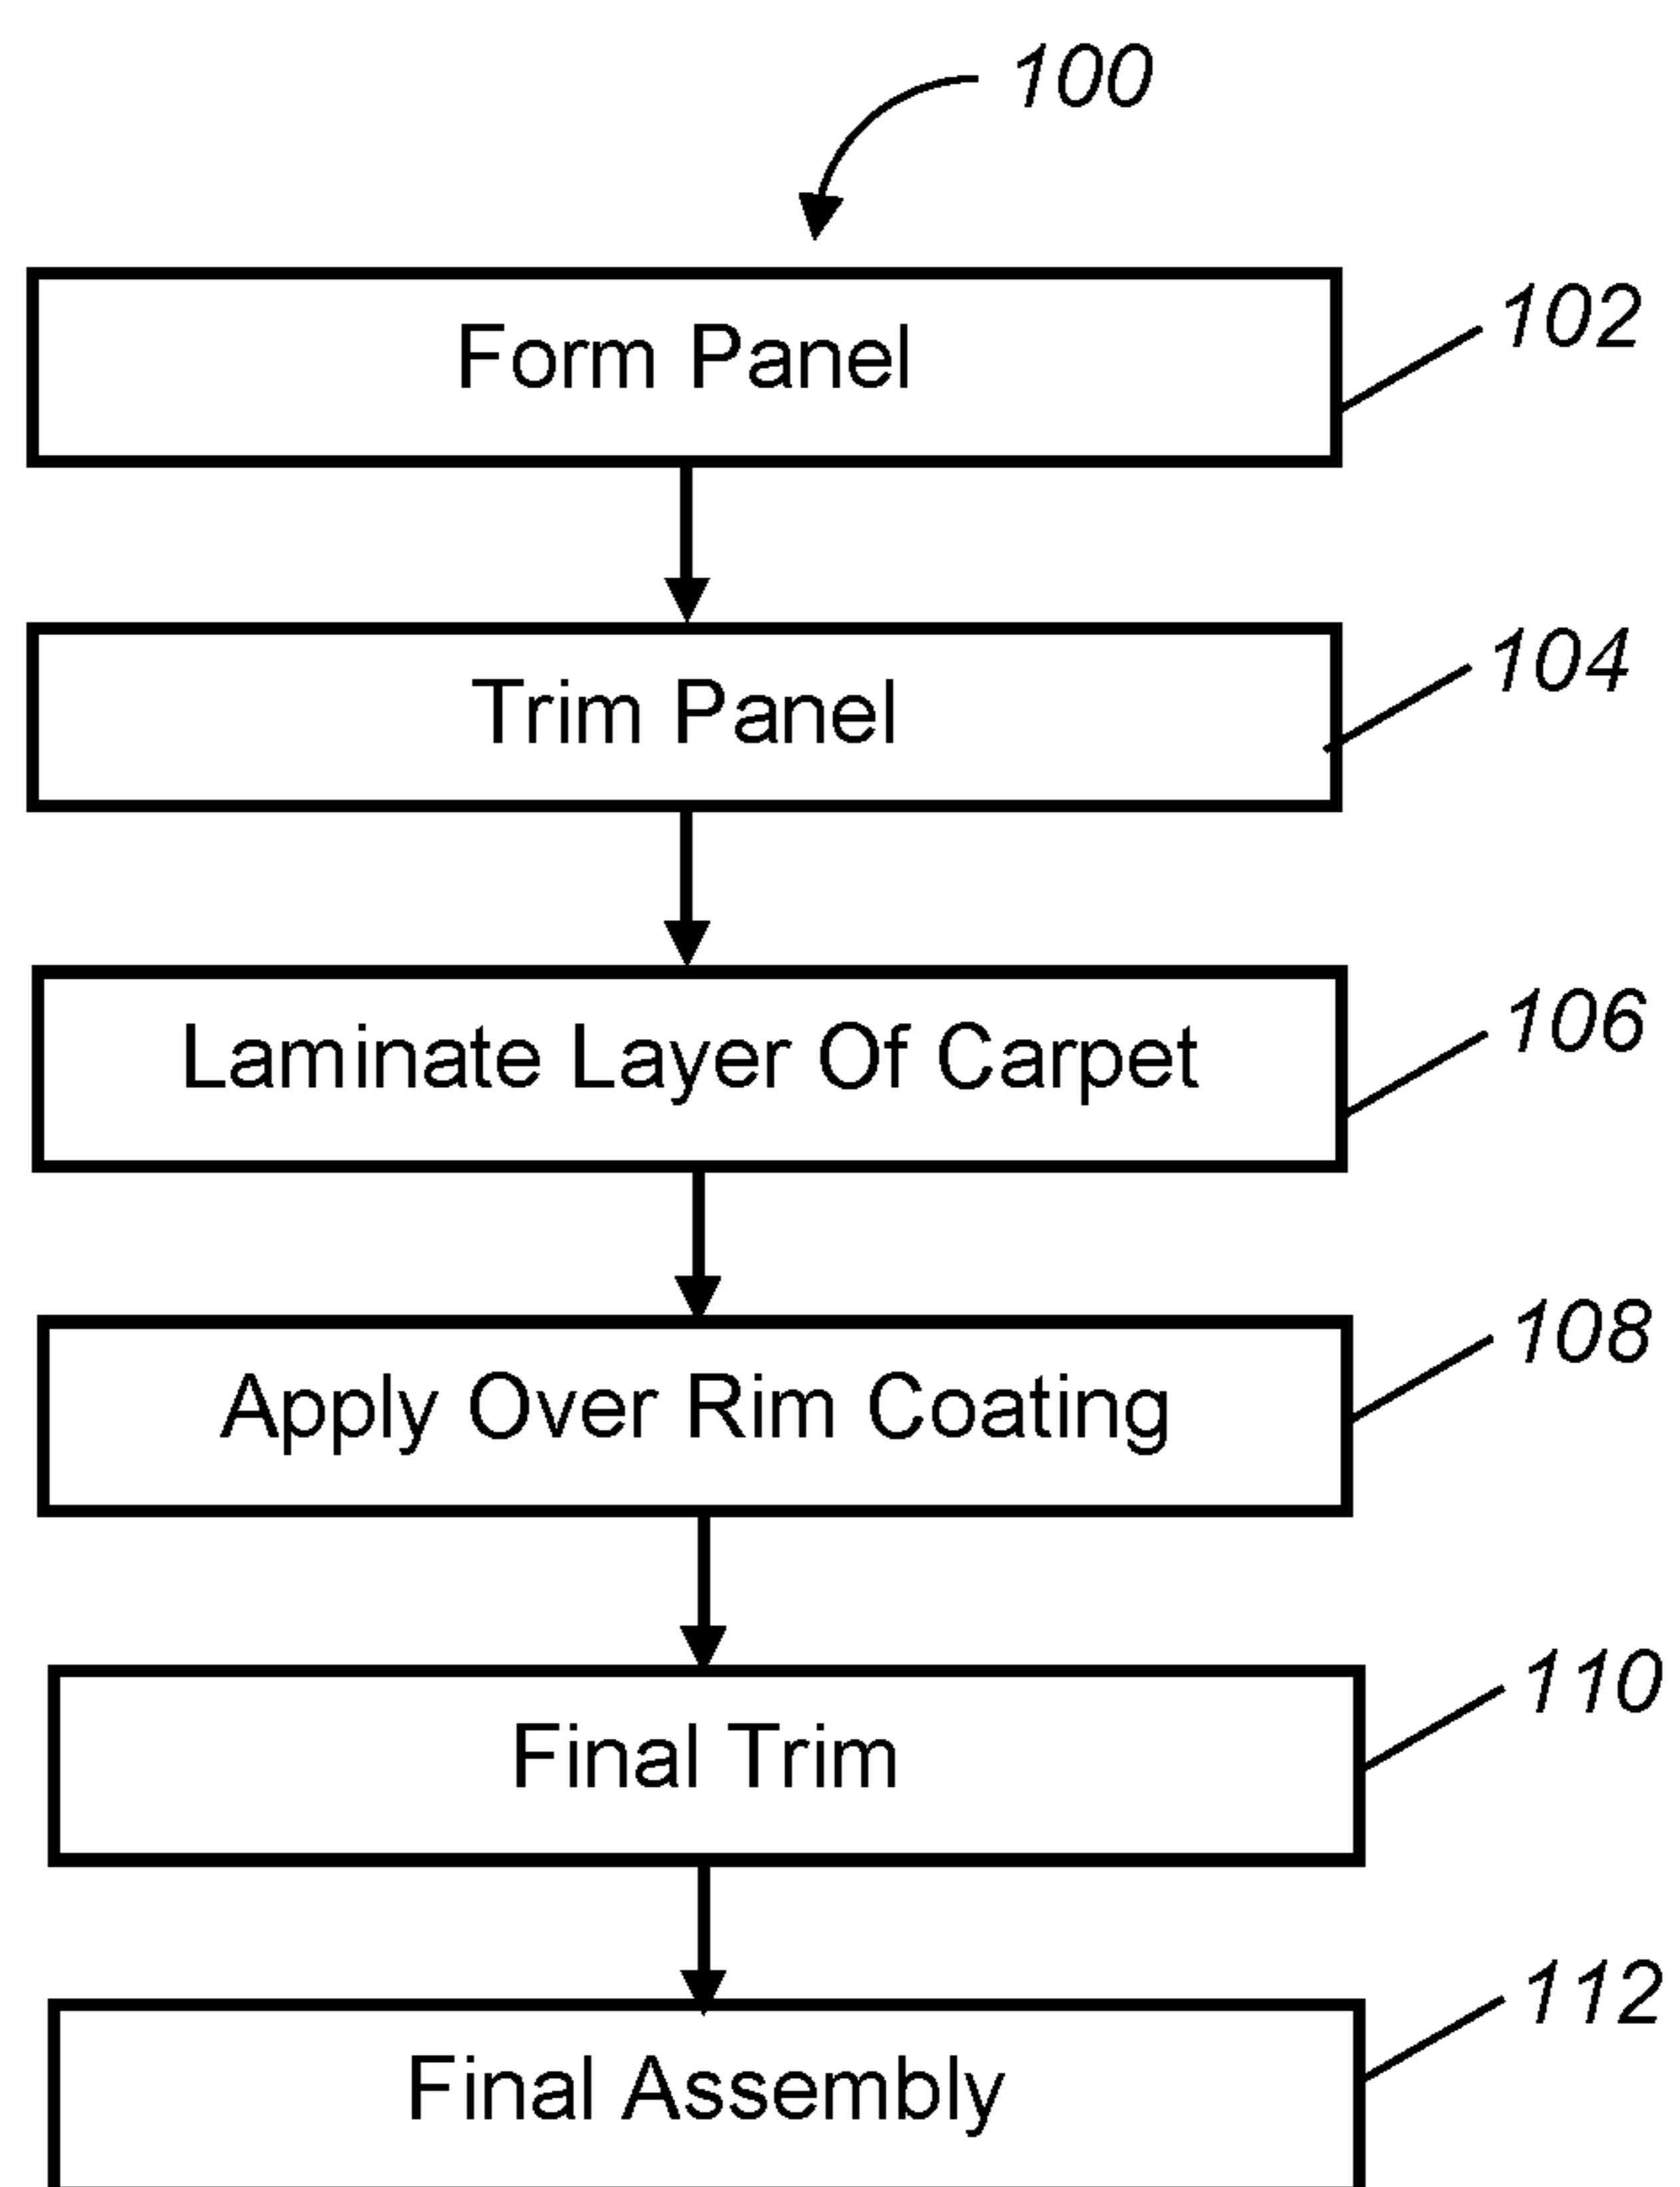 100
Form Panel
102
Trim Panel
104
Laminate Layer Of Carpet
106
Apply Over Rim Coating
108
Final Trim
110
Final Assembly
112